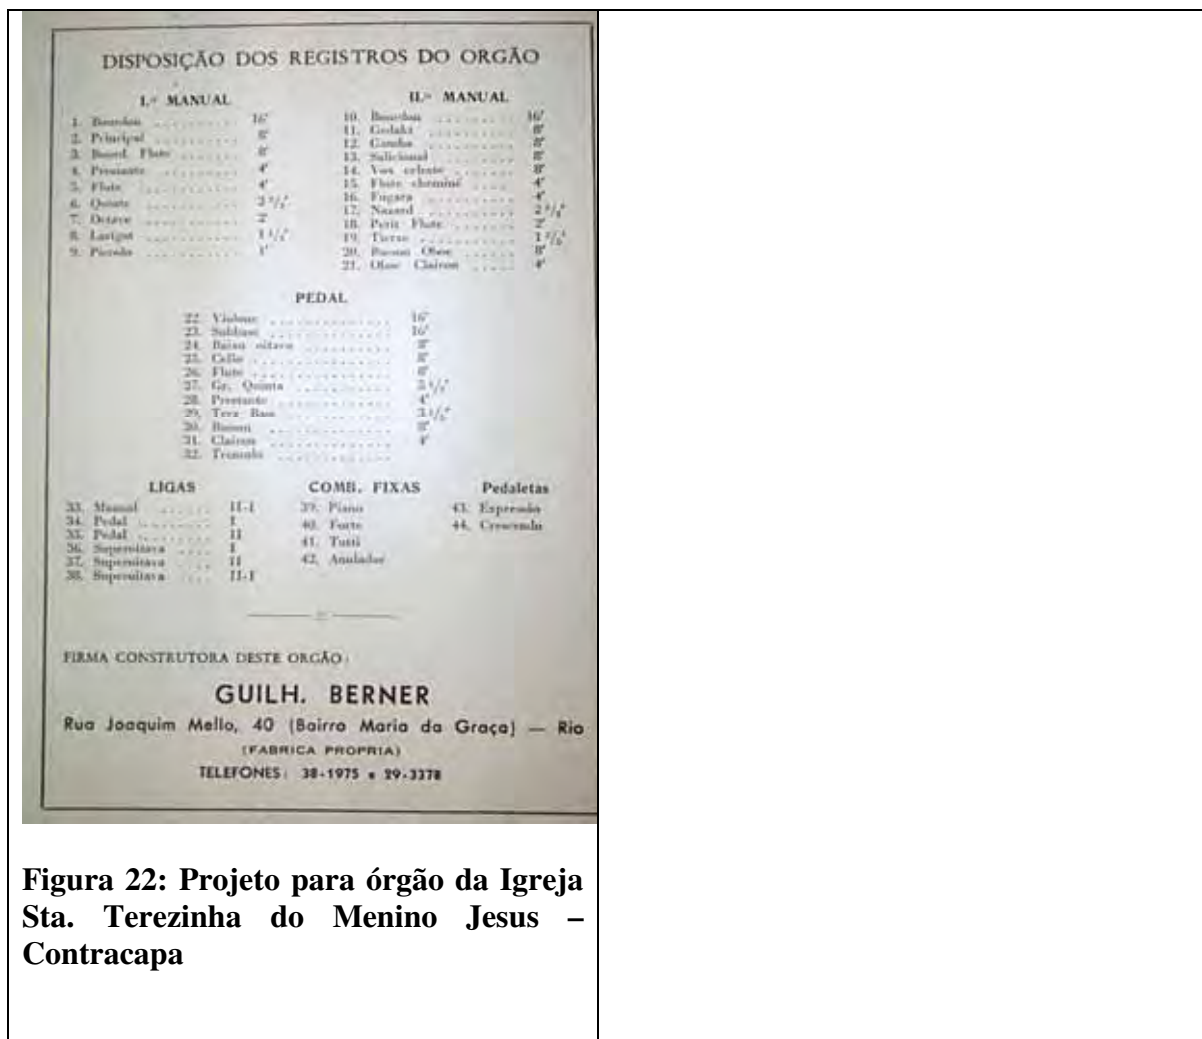 DISPOSIÇÃO DOS REGISTROS DO ORGÃO
I.º MANUAL
1. Bourdon .......... 16'
2. Principal .......... 8'
3. Bourd. Flute .......... 8'
4. Prestante .......... 4'
5. Flute .......... 4'
6. Quinte .......... 2 2/3'
7. Octave .......... 2'
8. Larigot .......... 1 1/3'
9. Piccolo .......... 1'
II.º MANUAL
10. Bourdon .......... 16'
11. Gedakt .......... 8'
12. Gamba .......... 8'
13. Salicional .......... 8'
14. Vox celeste .......... 8'
15. Flute cheminé .... 4'
16. Fugara .......... 4'
17. Nazard .......... 2 2/3'
18. Petit Flute .......... 2'
19. Tierse .......... 1 3/5'
20. Basson Oboe ...... 8'
21. Oboe Clairon ..... 4'
PEDAL
22. Violone .............. 16'
23. Subbass .............. 16'
24. Baixo oitava .......... 8'
25. Cello .............. 8'
26. Flute .............. 8'
27. Gr. Quinta .............. 5 1/3'
28. Prestante .............. 4'
29. Terz Bass .............. 3 1/5'
30. Basson .............. 8'
31. Clairon .............. 4'
32. Tremolo ..............
LIGAS
33. Manual ...... II-I
34. Pedal ......... I
35. Pedal ......... II
36. Superoitava .... I
37. Superoitava .... II
38. Superoitava .... II-I
COMB. FIXAS
39. Piano
40. Forte
41. Tutti
42. Anulador
Pedaletas
43. Expressão
44. Crescendo
FIRMA CONSTRUTORA DESTE ORGÃO:
GUILH. BERNER
Rua Joaquim Mello, 40 (Bairro Maria da Graça) — Rio
(FABRICA PROPRIA)
TELEFONES: 38-1975 e 29-3378
Figura 22: Projeto para órgão da Igreja
Sta. Terezinha do Menino Jesus –
Contracapa